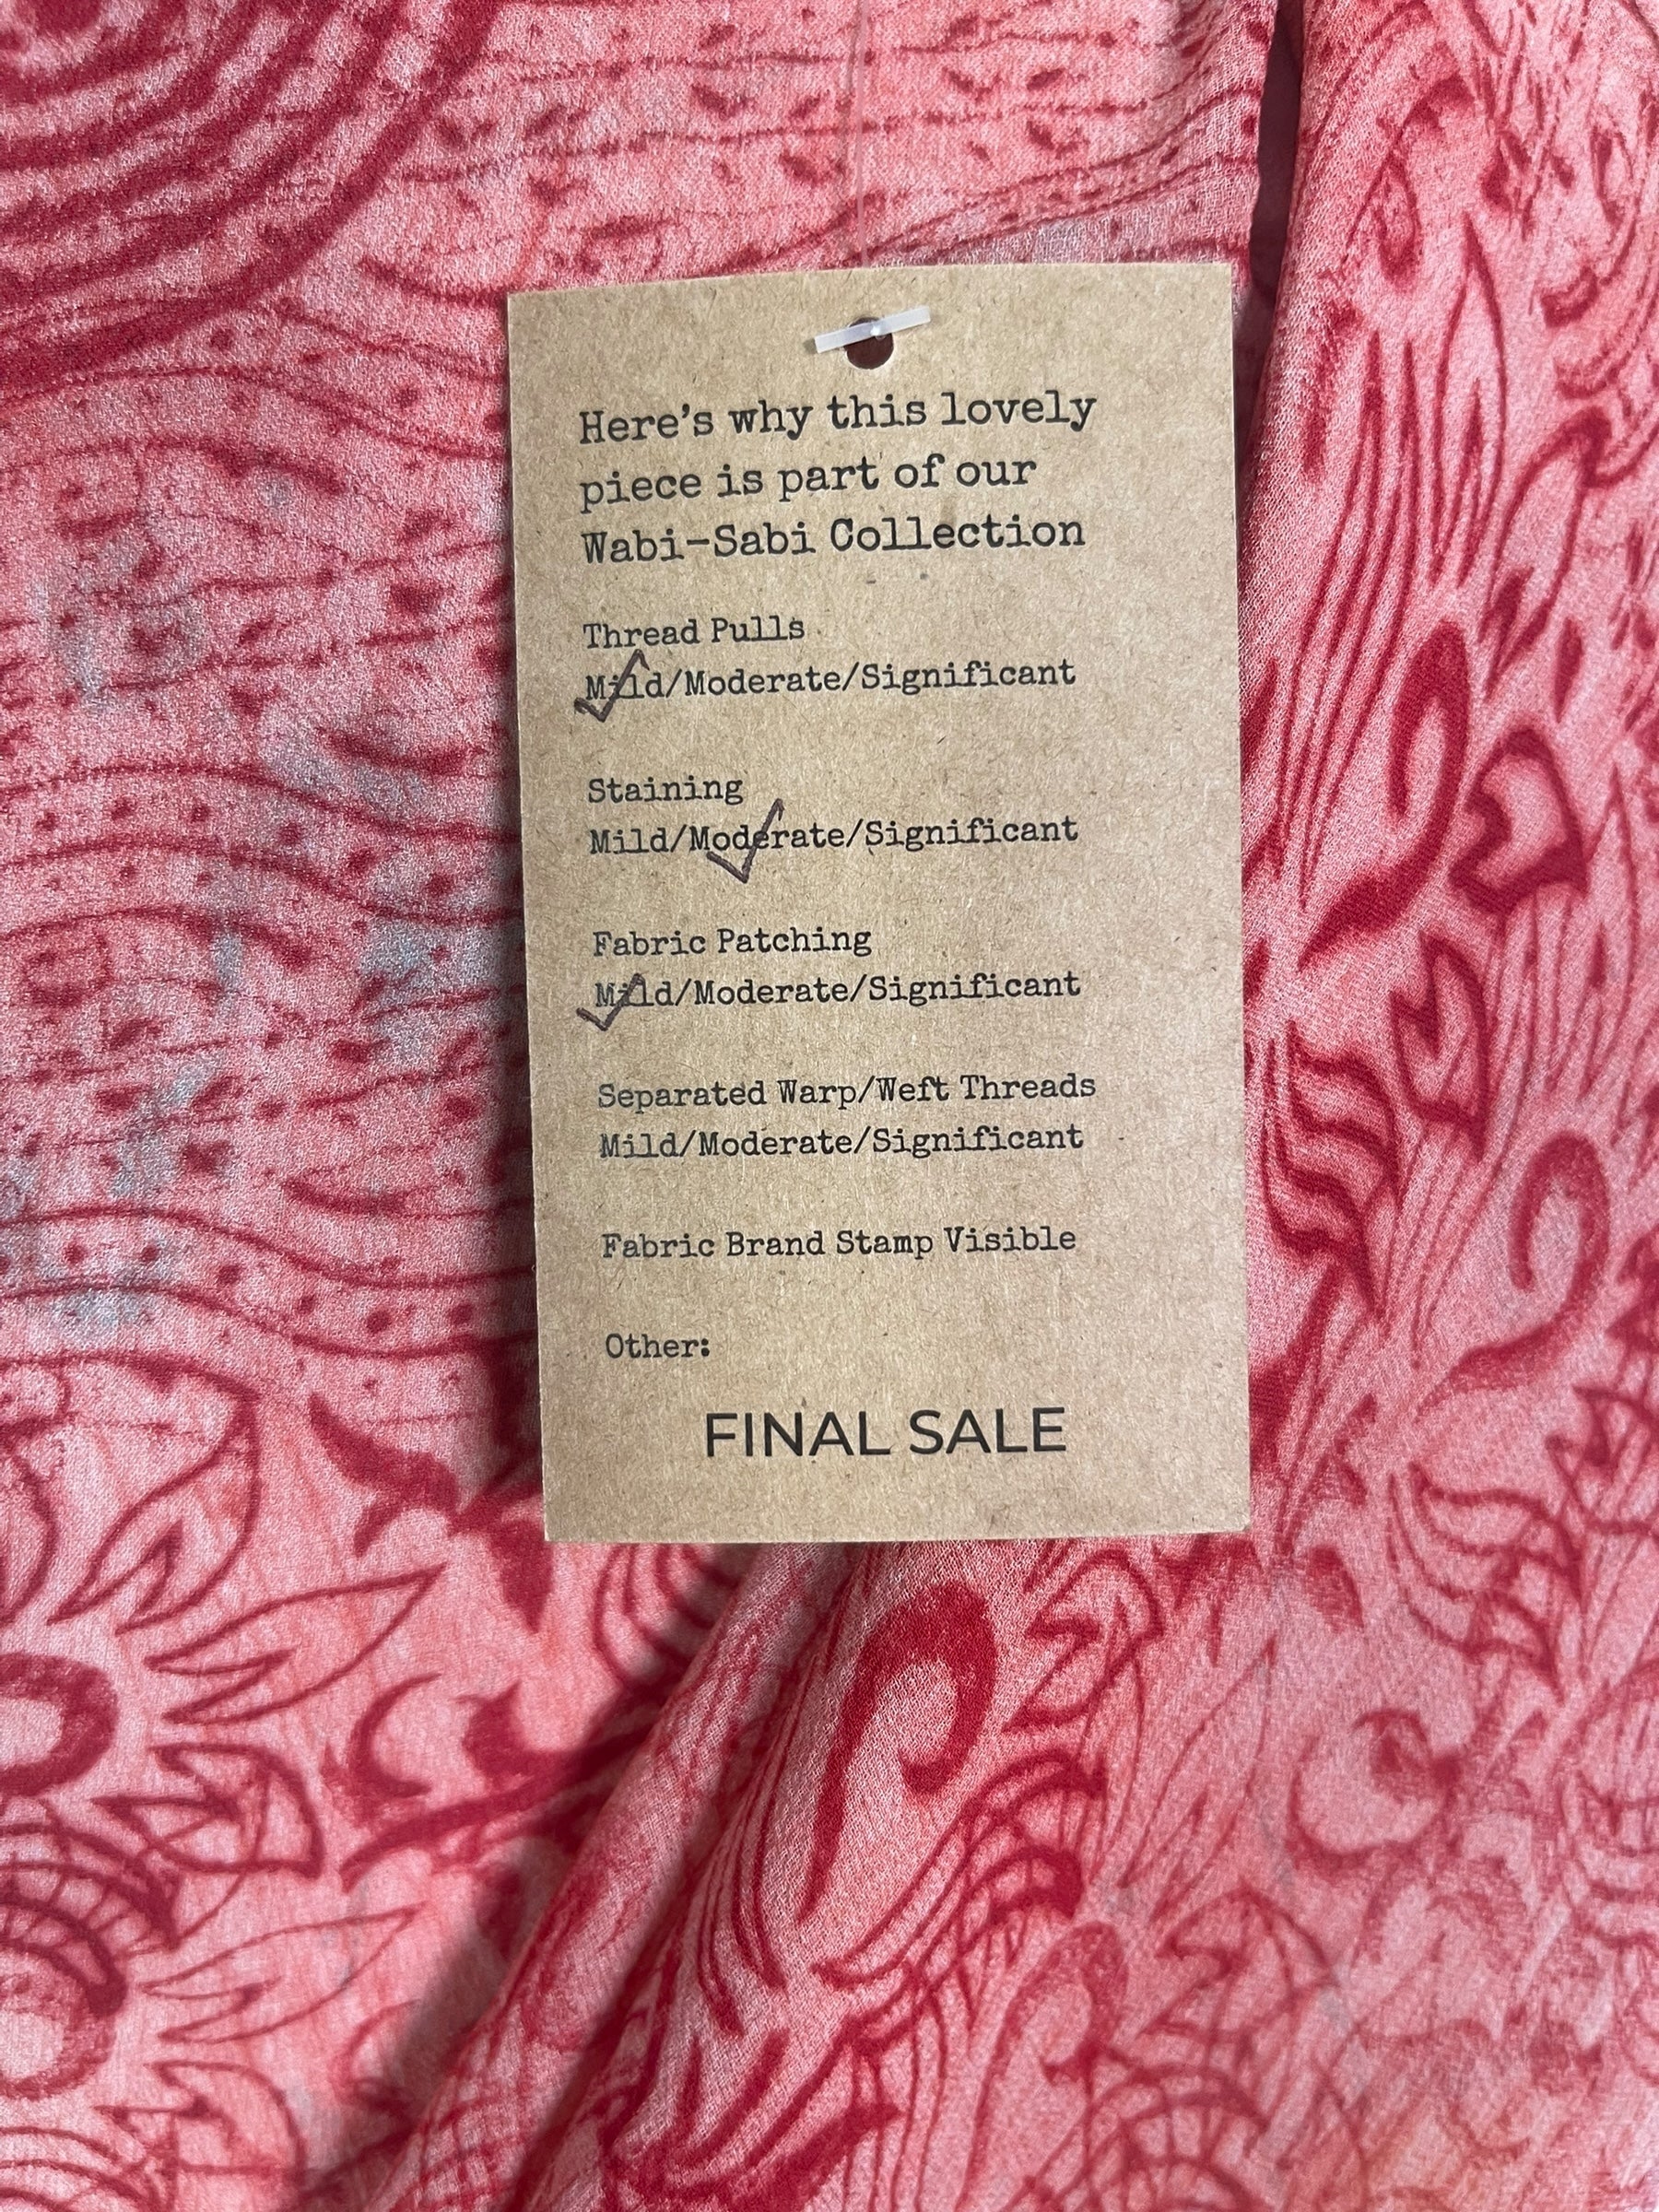 Here's why this lovely
piece is part of our
Wabi-Sabi Collection
Thread Pulls
Mild/Moderate/Significant
Staining
Mild/Moderate/Significant
Fabric Patching
Mild/Moderate/Significant
Separated Warp/Weft Threads
Mild/Moderate/Significant
Fabric Brand Stamp Visible
Other:
FINAL SALE